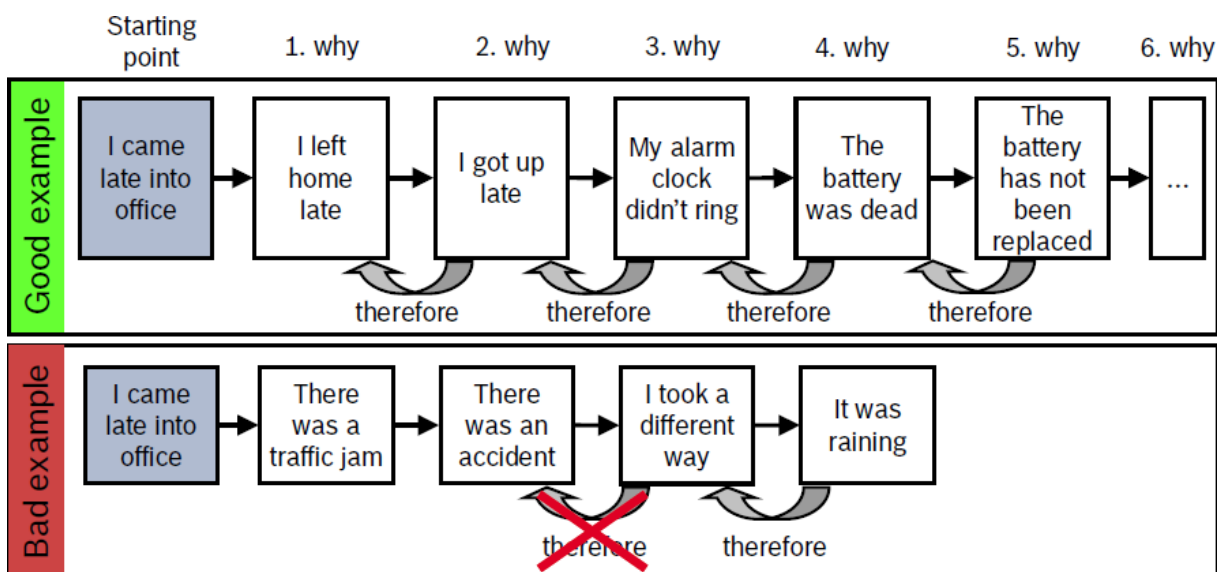 Starting
point
1. why
2. why
3. why
4. why
5. why
6. why
Good example
I came
late into
office
I left
home
late
I got up
late
My alarm
clock
didn't ring
The
battery
was dead
The
battery
has not
been
replaced
...
therefore
therefore
therefore
therefore
Bad example
I came
late into
office
There
was a
traffic jam
There
was an
accident
I took a
different
way
It was
raining
therefore
therefore